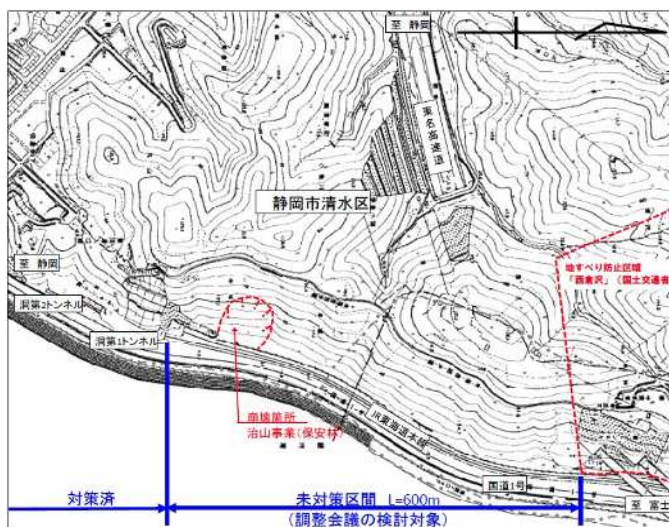 至 静岡
東名高速道
静岡市清水区
至 静岡
洞第2トンネル
洞第1トンネル
地すべり防止区域
「西倉沢」(国土交通省
崩壊箇所
治山事業(保安林)
JR東海道本線
国道1号
至 富士
対策済
未対策区間 L=600m
(調整会議の検討対象)